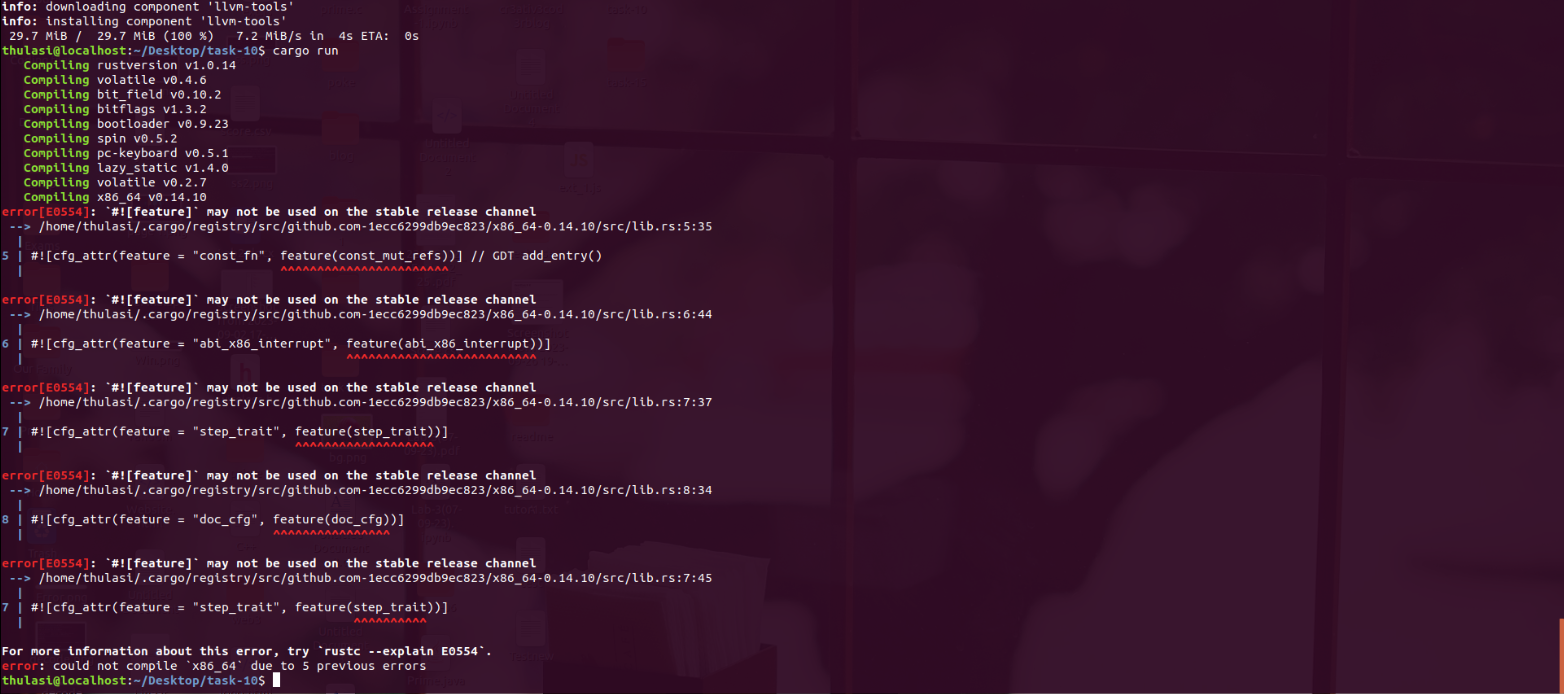 info: downloading component 'llvm-tools'
info: installing component 'llvm-tools'
 29.7 MiB /  29.7 MiB (100 %)   7.2 MiB/s in  4s ETA:  0s
thulasi@localhost:~/Desktop/task-10$ cargo run
   Compiling rustversion v1.0.14
   Compiling volatile v0.4.6
   Compiling bit_field v0.10.2
   Compiling bitflags v1.3.2
   Compiling bootloader v0.9.23
   Compiling spin v0.5.2
   Compiling pc-keyboard v0.5.1
   Compiling lazy_static v1.4.0
   Compiling volatile v0.2.7
   Compiling x86_64 v0.14.10
error[E0554]: `#![feature]` may not be used on the stable release channel
 --> /home/thulasi/.cargo/registry/src/github.com-1ecc6299db9ec823/x86_64-0.14.10/src/lib.rs:5:35
  |
5 | #![cfg_attr(feature = "const_fn", feature(const_mut_refs))] // GDT add_entry()
  |                                   ^^^^^^^^^^^^^^^^^^^^^^^
error[E0554]: `#![feature]` may not be used on the stable release channel
 --> /home/thulasi/.cargo/registry/src/github.com-1ecc6299db9ec823/x86_64-0.14.10/src/lib.rs:6:44
  |
6 | #![cfg_attr(feature = "abi_x86_interrupt", feature(abi_x86_interrupt))]
  |                                            ^^^^^^^^^^^^^^^^^^^^^^^^^^
error[E0554]: `#![feature]` may not be used on the stable release channel
 --> /home/thulasi/.cargo/registry/src/github.com-1ecc6299db9ec823/x86_64-0.14.10/src/lib.rs:7:37
  |
7 | #![cfg_attr(feature = "step_trait", feature(step_trait))]
  |                                     ^^^^^^^^^^^^^^^^^^^
error[E0554]: `#![feature]` may not be used on the stable release channel
 --> /home/thulasi/.cargo/registry/src/github.com-1ecc6299db9ec823/x86_64-0.14.10/src/lib.rs:8:34
  |
8 | #![cfg_attr(feature = "doc_cfg", feature(doc_cfg))]
  |                                  ^^^^^^^^^^^^^^^^
error[E0554]: `#![feature]` may not be used on the stable release channel
 --> /home/thulasi/.cargo/registry/src/github.com-1ecc6299db9ec823/x86_64-0.14.10/src/lib.rs:7:45
  |
7 | #![cfg_attr(feature = "step_trait", feature(step_trait))]
  |                                             ^^^^^^^^^^
For more information about this error, try `rustc --explain E0554`.
error: could not compile `x86_64` due to 5 previous errors
thulasi@localhost:~/Desktop/task-10$